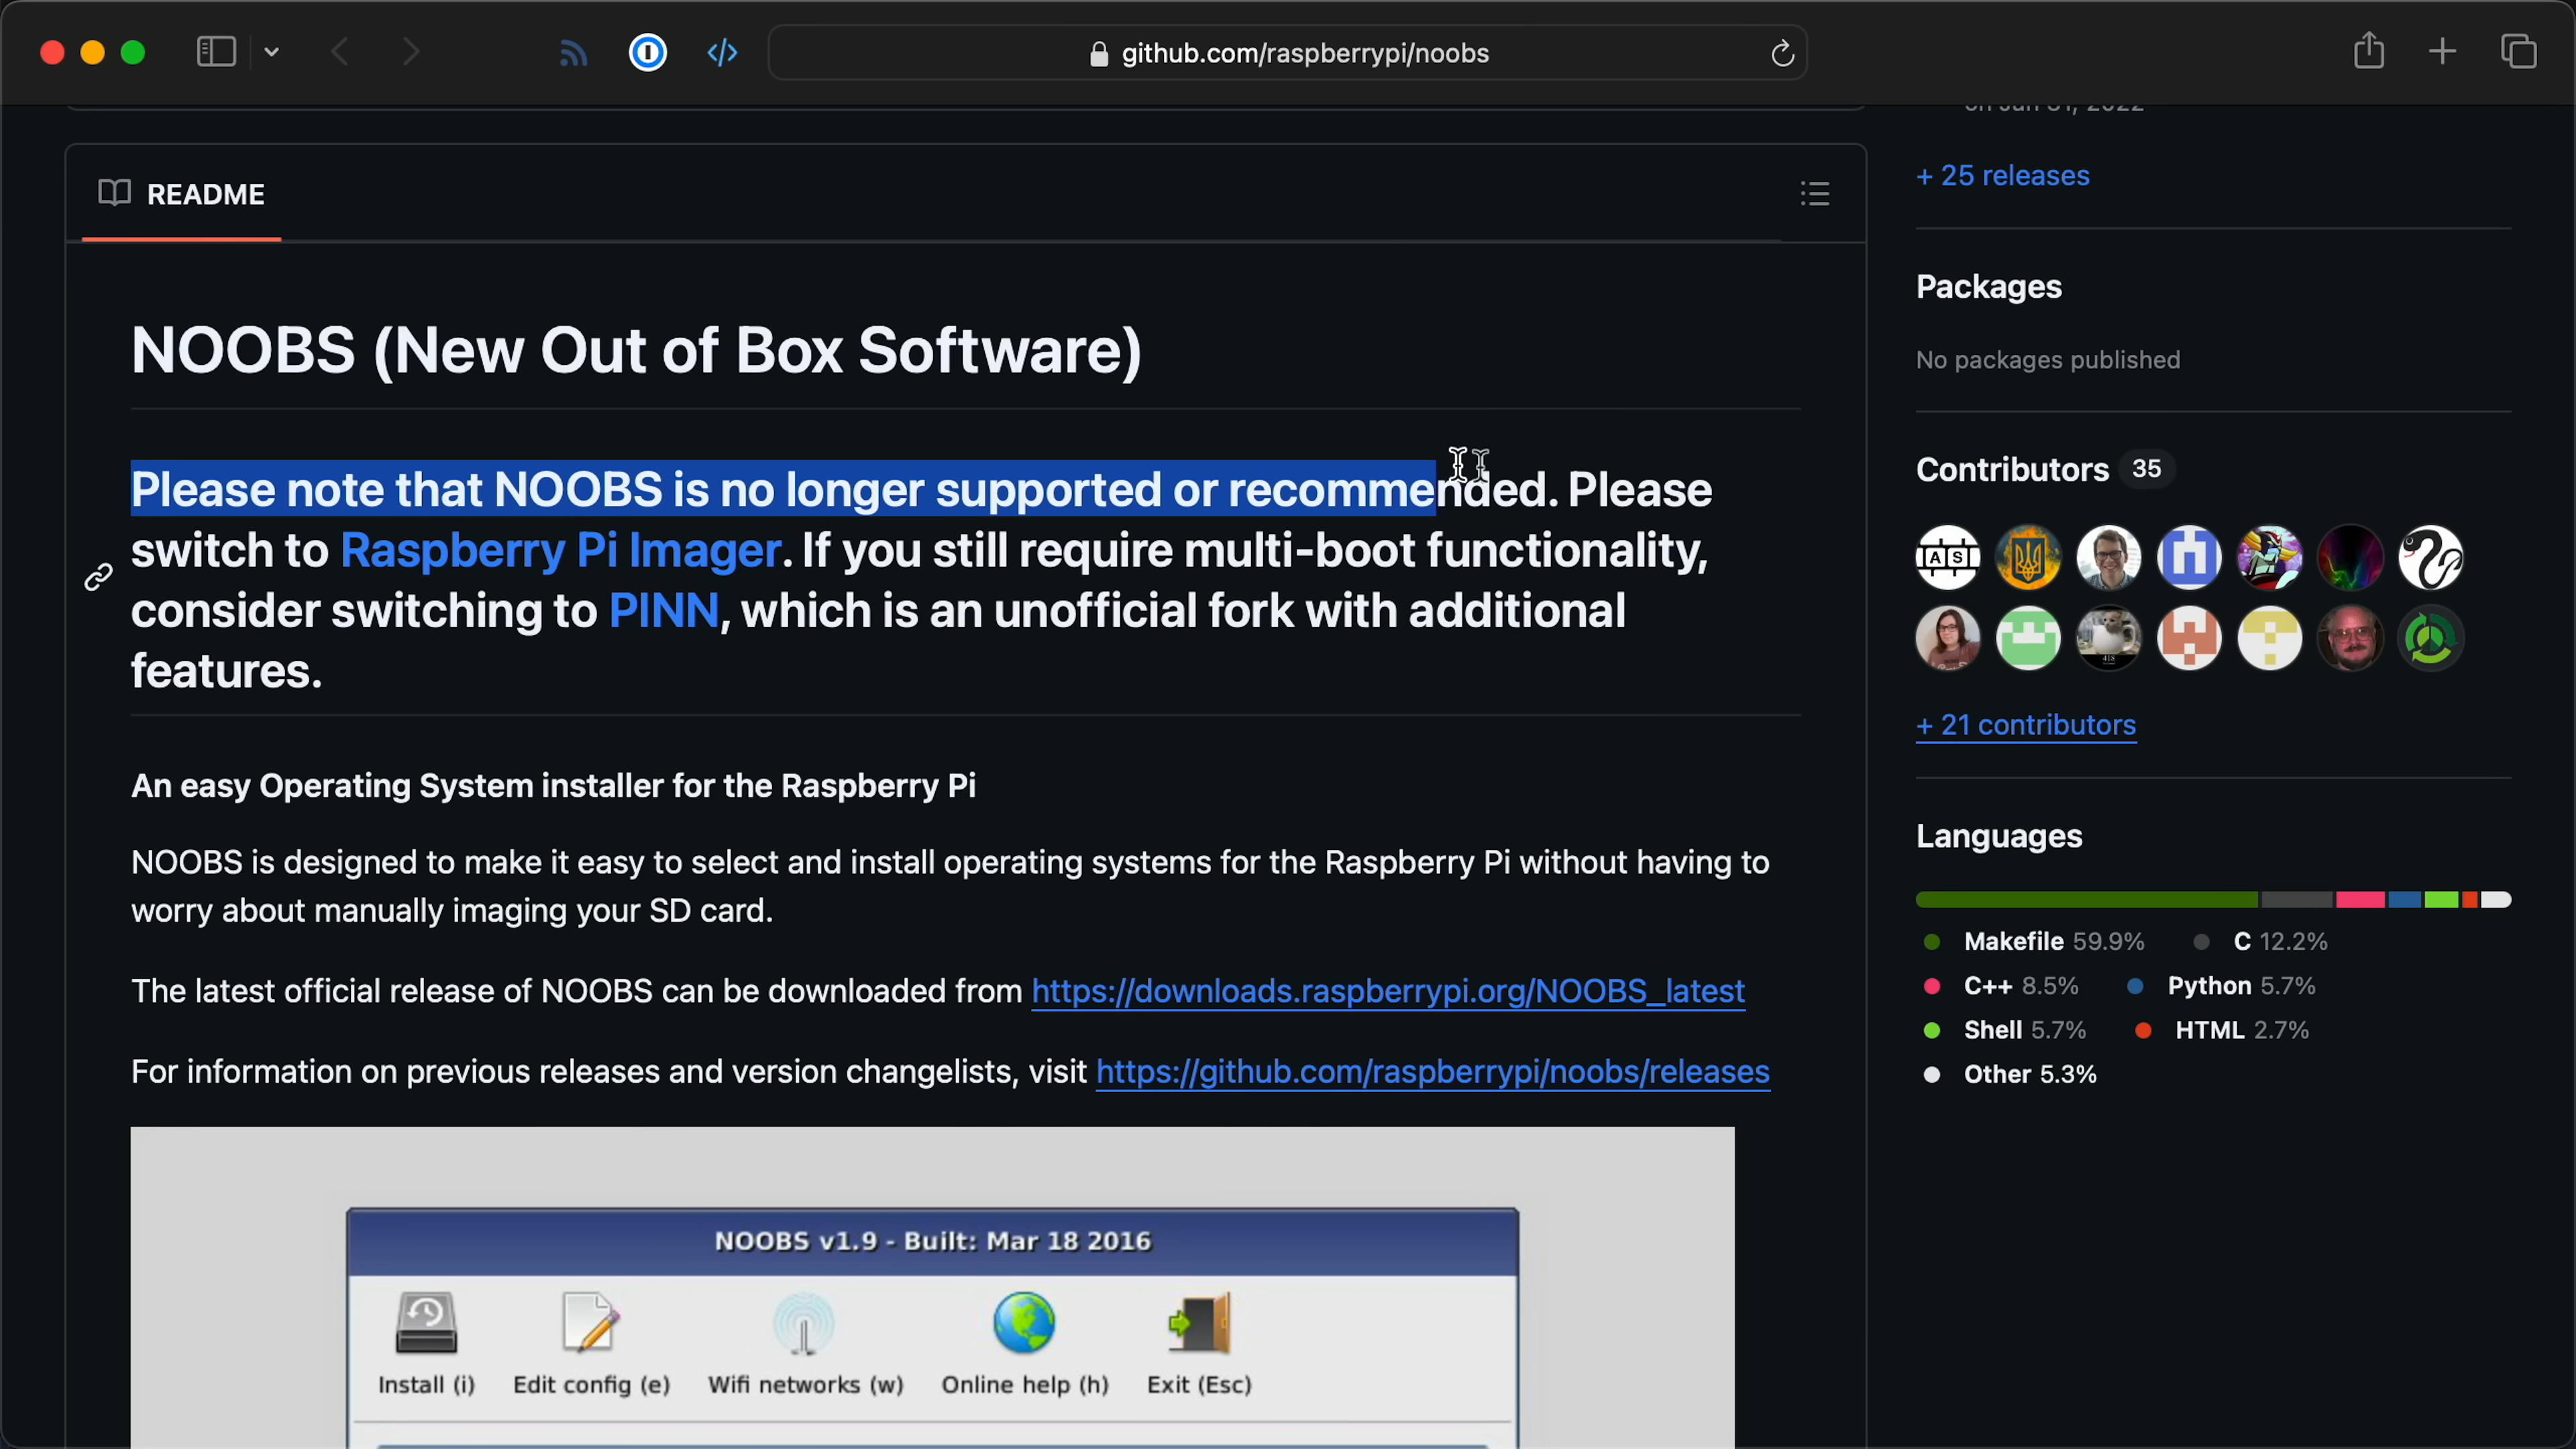 github.com/raspberrypi/noobs
+ 25 releases
README
NOOBS (New Out of Box Software)
Please note that NOOBS is no longer supported or recommended. Please
switch to Raspberry Pi Imager. If you still require multi-boot functionality,
consider switching to PINN, which is an unofficial fork with additional
features.
An easy Operating System installer for the Raspberry Pi
NOOBS is designed to make it easy to select and install operating systems for the Raspberry Pi without having to
worry about manually imaging your SD card.
The latest official release of NOOBS can be downloaded from https://downloads.raspberrypi.org/NOOBS_latest
For information on previous releases and version changelists, visit https://github.com/raspberrypi/noobs/releases
NOOBS v1.9 - Built: Mar 18 2016
Install (i) Edit config (e) Wifi networks (w) Online help (h) Exit (Esc)
Packages
No packages published
Contributors 35
+ 21 contributors
Languages
Makefile 59.9% C 12.2%
C++ 8.5% Python 5.7%
Shell 5.7% HTML 2.7%
Other 5.3%